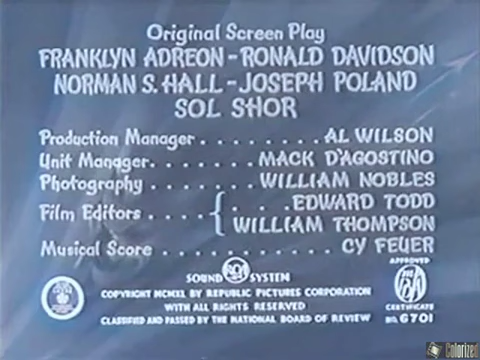 Original Screen Play
FRANKLYN ADREON - RONALD DAVIDSON
NORMAN S. HALL - JOSEPH POLAND
SOL SHOR
Production Manager . . . . . . . . AL WILSON
Unit Manager. . . . . . . MACK D'AGOSTINO
Photography . . . . . . . WILLIAM NOBLES
Film Editors . . . . { . . . . EDWARD TODD
WILLIAM THOMPSON
Musical Score . . . . . . . . . . . CY FEUER
SOUND RCA SYSTEM
COPYRIGHT MCMXL BY REPUBLIC PICTURES CORPORATION
WITH ALL RIGHTS RESERVED
CLASSIFIED AND PASSED BY THE NATIONAL BOARD OF REVIEW
APPROVED
CERTIFICATE
No. 6701
Colorized